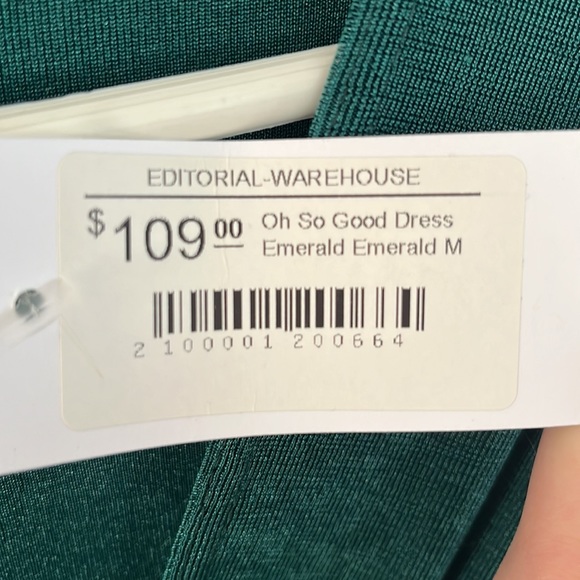 EDITORIAL-WAREHOUSE
$109.00 Oh So Good Dress
Emerald Emerald M
2 100001 200664